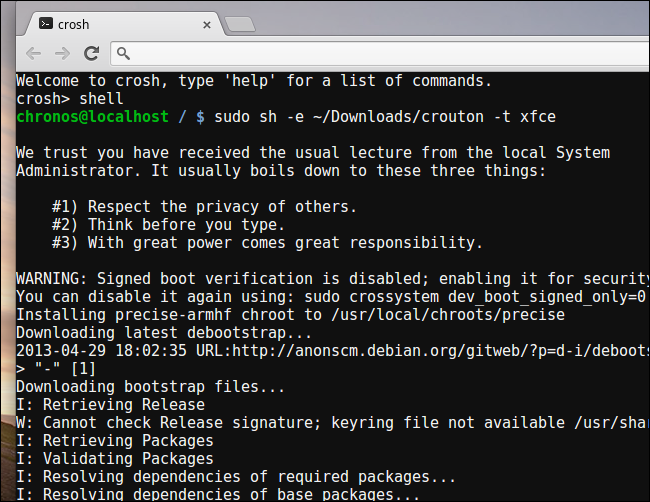 crosh
Welcome to crosh, type 'help' for a list of commands.
crosh> shell
chronos@localhost / $ sudo sh -e ~/Downloads/crouton -t xfce
We trust you have received the usual lecture from the local System
Administrator. It usually boils down to these three things:
#1) Respect the privacy of others.
#2) Think before you type.
#3) With great power comes great responsibility.
WARNING: Signed boot verification is disabled; enabling it for security
You can disable it again using: sudo crossystem dev_boot_signed_only=0
Installing precise-armhf chroot to /usr/local/chroots/precise
Downloading latest debootstrap...
2013-04-29 18:02:35 URL:http://anonscm.debian.org/gitweb/?p=d-i/deboots
> "-" [1]
Downloading bootstrap files...
I: Retrieving Release
W: Cannot check Release signature; keyring file not available /usr/shar
I: Retrieving Packages
I: Validating Packages
I: Resolving dependencies of required packages...
I: Resolving dependencies of base packages...